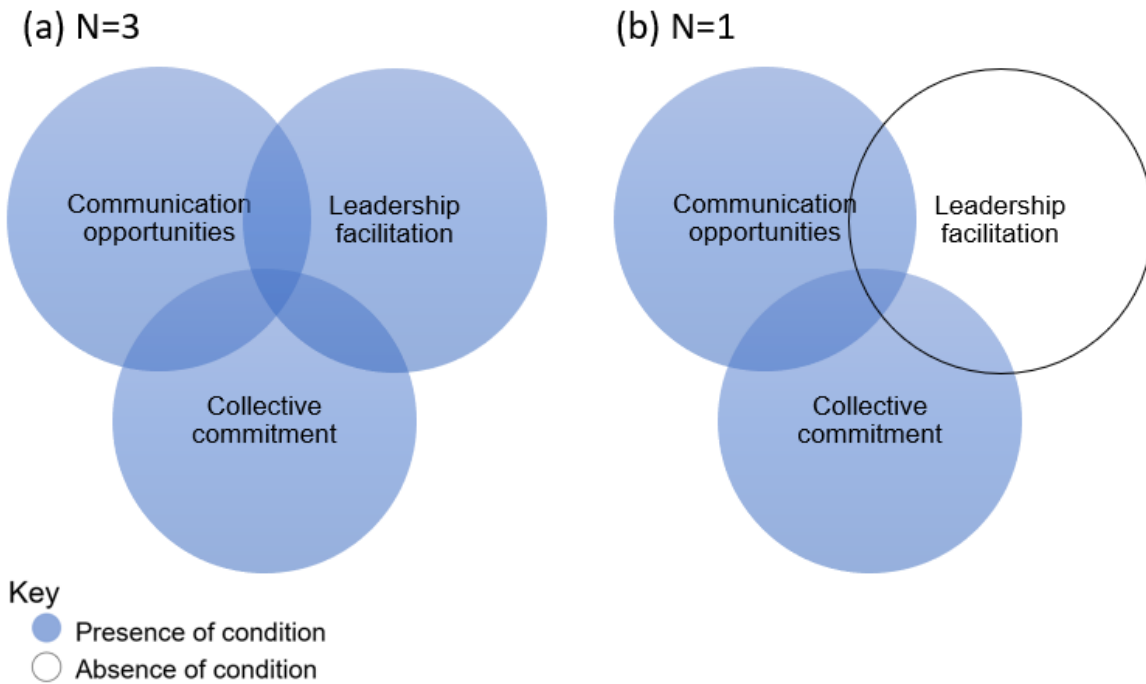 (a) N=3
(b) N=1
Communication
opportunities
Leadership
facilitation
Collective
commitment
Communication
opportunities
Leadership
facilitation
Collective
commitment
Key
Presence of condition
Absence of condition